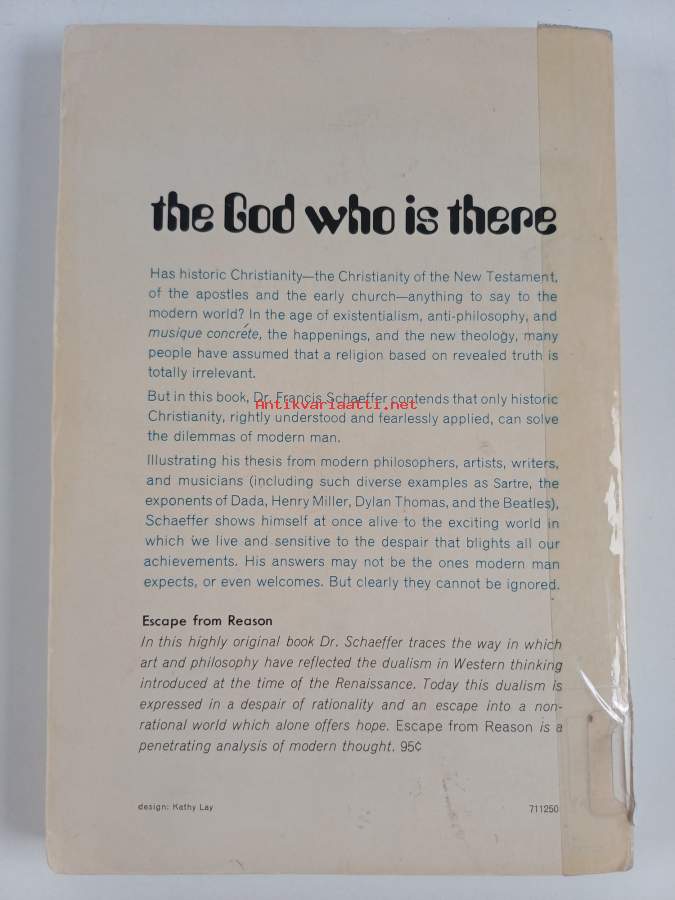 the God who is there
Has historic Christianity—the Christianity of the New Testament,
of the apostles and the early church—anything to say to the
modern world? In the age of existentialism, anti-philosophy, and
musique concréte, the happenings, and the new theology, many
people have assumed that a religion based on revealed truth is
totally irrelevant.
But in this book, Dr. Francis Schaeffer contends that only historic
Antikvariaatti.net
Christianity, rightly understood and fearlessly applied, can solve
the dilemmas of modern man.
Illustrating his thesis from modern philosophers, artists, writers,
and musicians (including such diverse examples as Sartre, the
exponents of Dada, Henry Miller, Dylan Thomas, and the Beatles),
Schaeffer shows himself at once alive to the exciting world in
which we live and sensitive to the despair that blights all our
achievements. His answers may not be the ones modern man
expects, or even welcomes. But clearly they cannot be ignored.
Escape from Reason
In this highly original book Dr. Schaeffer traces the way in which
art and philosophy have reflected the dualism in Western thinking
introduced at the time of the Renaissance. Today this dualism is
expressed in a despair of rationality and an escape into a non-
rational world which alone offers hope. Escape from Reason is a
penetrating analysis of modern thought. 95¢
design: Kathy Lay
711250